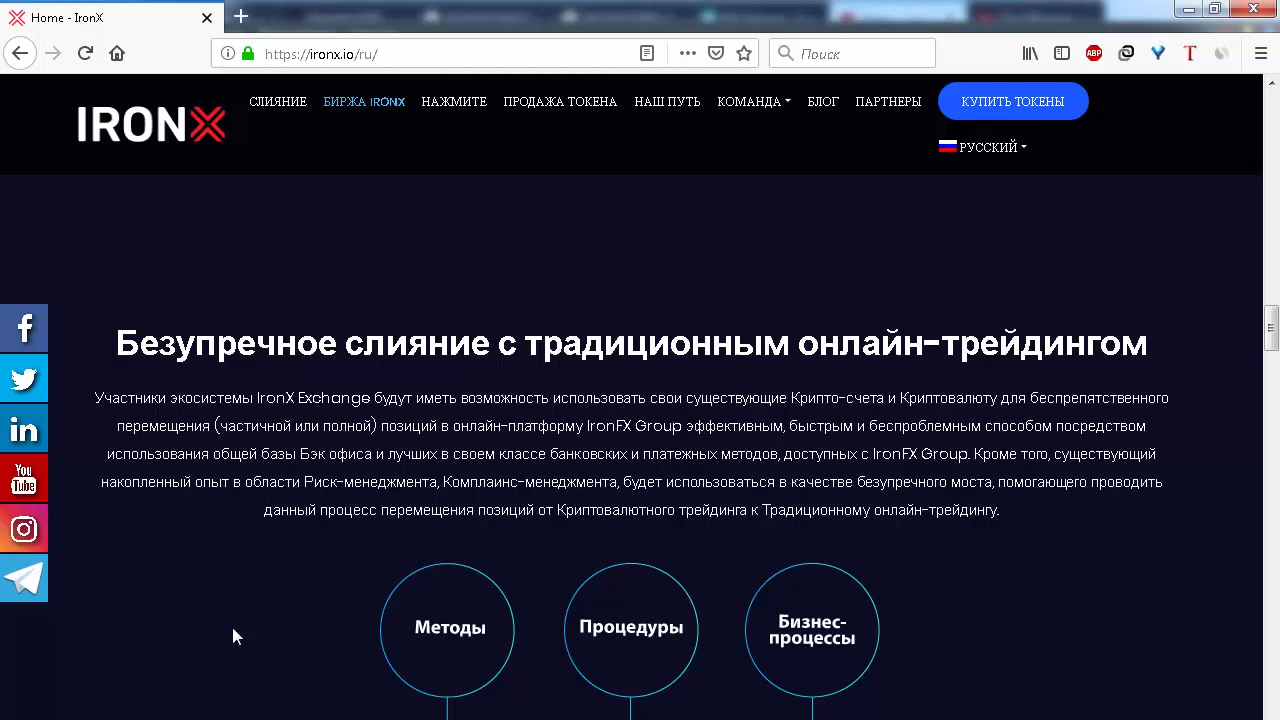 Home - IronX
https://ironx.io/ru/
Поиск
ABP
IRONX
СЛИЯНИЕ БИРЖА IRONX НАЖМИТЕ ПРОДАЖА ТОКЕНА НАШ ПУТЬ КОМАНДА БЛОГ ПАРТНЕРЫ КУПИТЬ ТОКЕНЫ
РУССКИЙ
Безупречное слияние с традиционным онлайн-трейдингом
Участники экосистемы IronX Exchange будут иметь возможность использовать свои существующие Крипто-счета и Криптовалюту для беспрепятственного
перемещения (частичной или полной) позиций в онлайн-платформу IronFX Group эффективным, быстрым и беспроблемным способом посредством
использования общей базы Бэк офиса и лучших в своем классе банковских и платежных методов, доступных с IronFX Group. Кроме того, существующий
накопленный опыт в области Риск-менеджмента, Комплаинс-менеджмента, будет использоваться в качестве безупречного моста, помогающего проводить
данный процесс перемещения позиций от Криптовалютного трейдинга к Традиционному онлайн-трейдингу.
You
Tube
Методы
Процедуры
Бизнес-
процессы